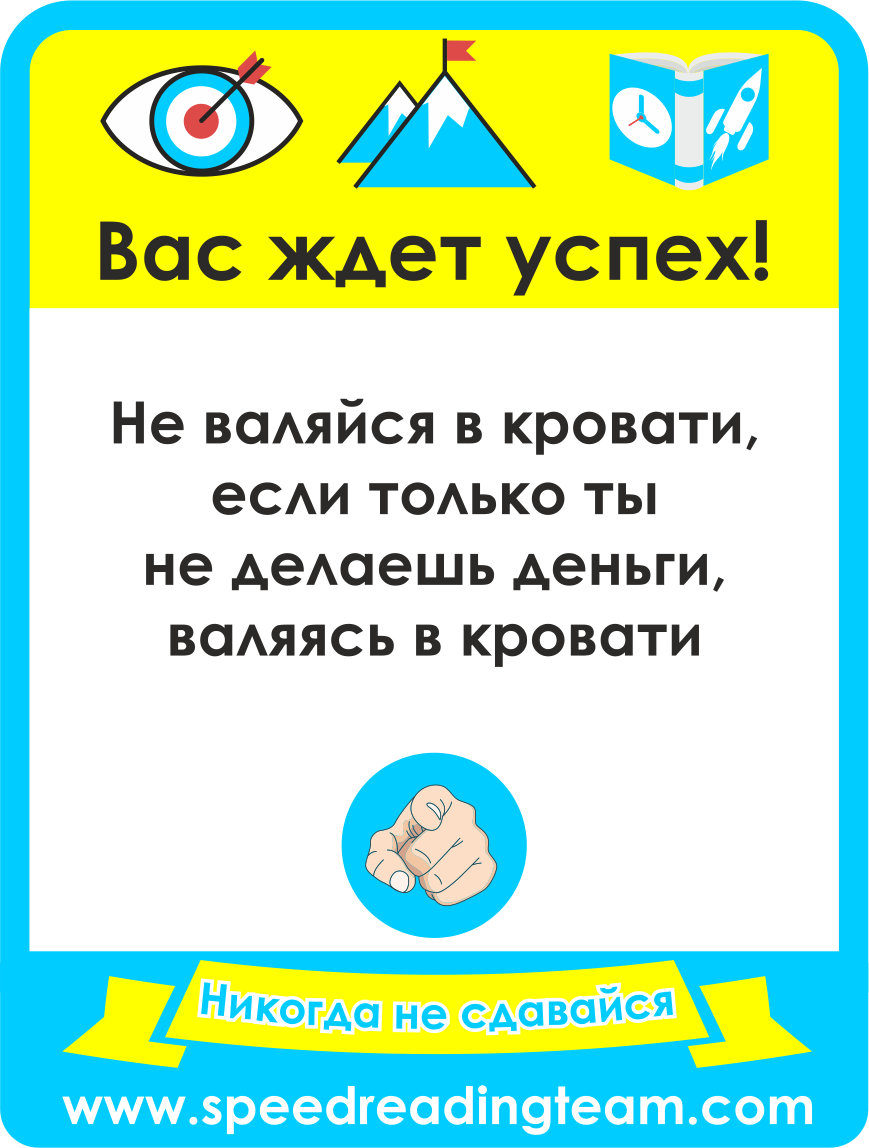 Вас ждет успех!
Не валяйся в кровати,
если только ты
не делаешь деньги,
валяясь в кровати
Никогда не сдавайся
www.speedreadingteam.com